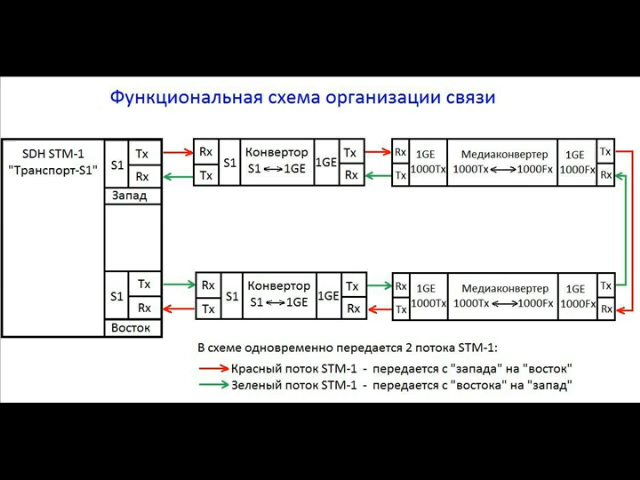 Функциональная схема организации связи
SDH STM-1
"Транспорт-S1"
S1
Tx
Rx
Запад
Rx
Tx
S1
Конвертор
S1 1GE
1GE
Tx
Rx
Rx
Tx
1GE
1000Tx
Медиаконвертер
1000Tx 1000Fx
1GE
1000Fx
Tx
Rx
S1
Tx
Rx
Восток
Rx
Tx
S1
Конвертор
S1 1GE
1GE
Tx
Rx
Rx
Tx
1GE
1000Tx
Медиаконвертер
1000Tx 1000Fx
1GE
1000Fx
Tx
Rx
В схеме одновременно передается 2 потока STM-1:
Красный поток STM-1 - передается с "запада" на "восток"
Зеленый поток STM-1 - передается с "востока" на "запад"